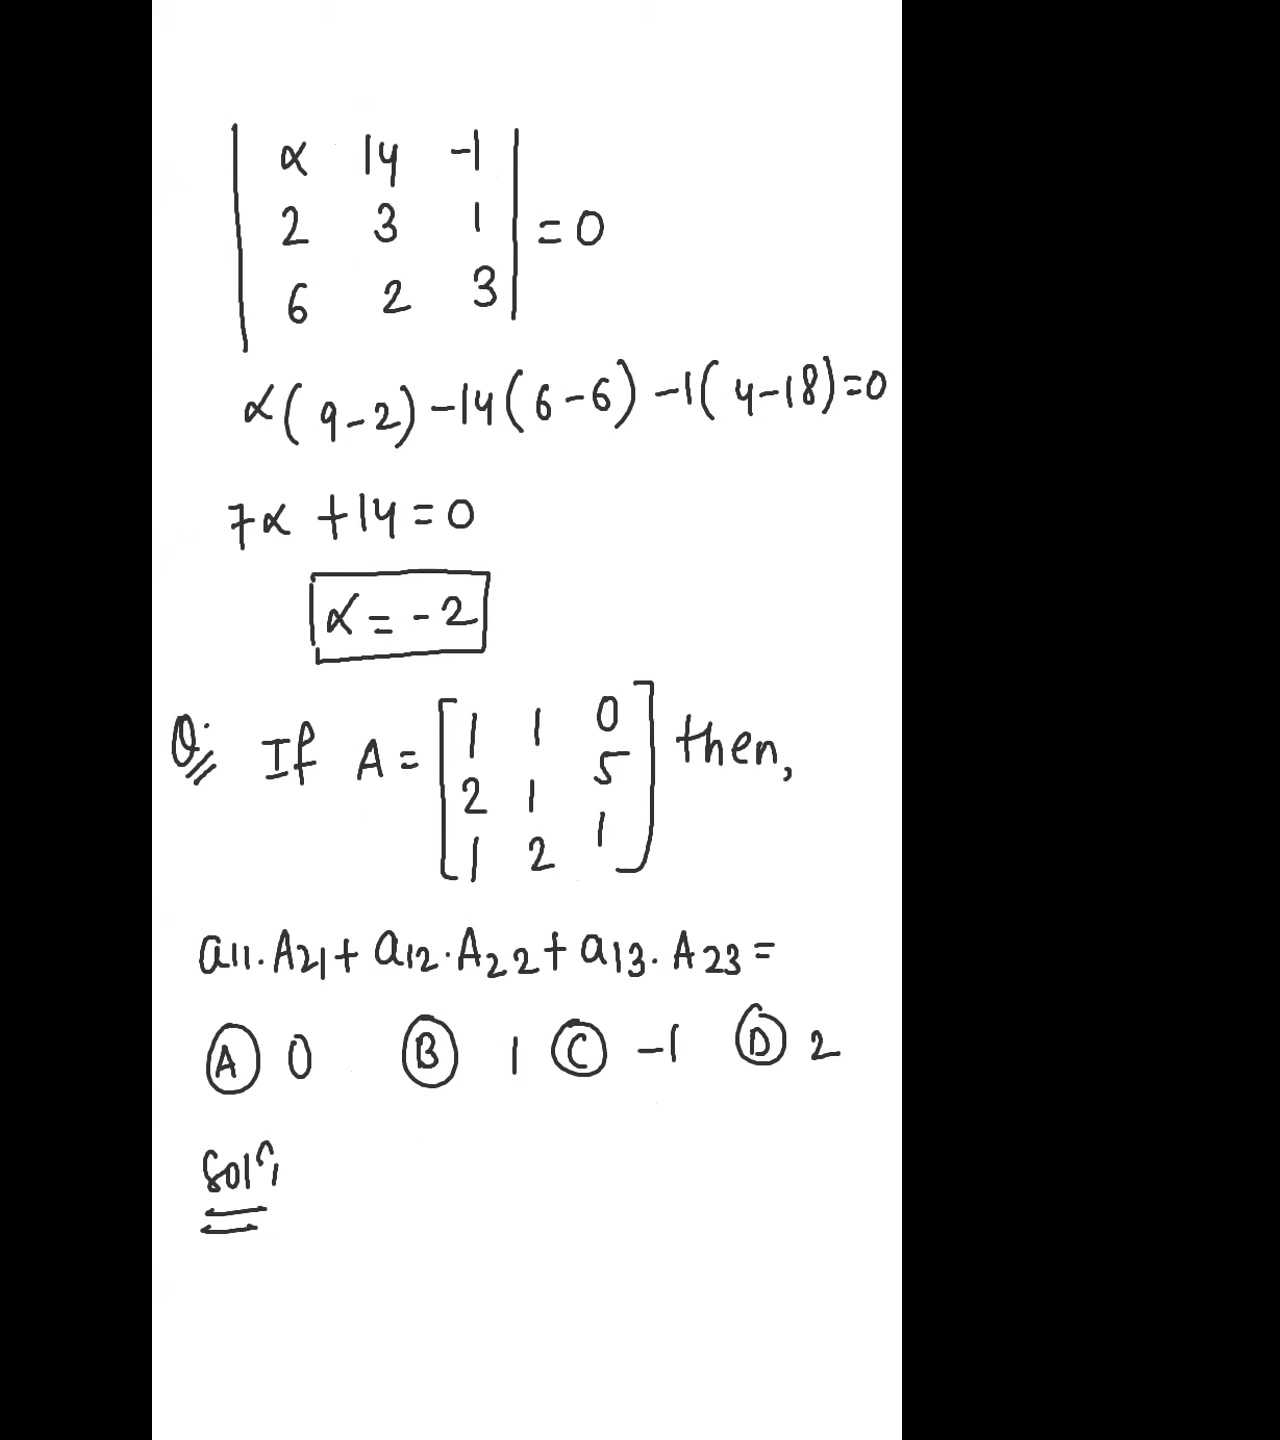 | α 14 -1 |
| 2 3 1 | = 0
| 6 2 3 |
α(9-2) -14(6-6) -1(4-18)=0
7α +14=0
α = -2
Q. If A = [ 1 1 0
2 1 5
1 2 1 ] then,
a11.A21+ a12.A22+ a13.A23=
(A) 0 (B) 1 (C) -1 (D) 2
Solⁿ,